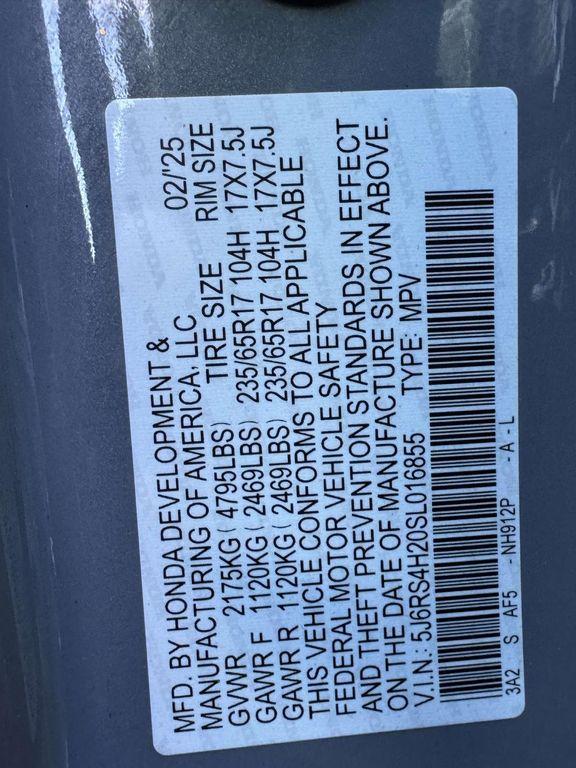 MFD. BY HONDA DEVELOPMENT & 02/'25
MANUFACTURING OF AMERICA, LLC
GVWR 2175KG ( 4795LBS) TIRE SIZE RIM SIZE
GAWR F 1120KG ( 2469LBS) 235/65R17 104H 17X7.5J
GAWR R 1120KG ( 2469LBS) 235/65R17 104H 17X7.5J
THIS VEHICLE CONFORMS TO ALL APPLICABLE
FEDERAL MOTOR VEHICLE SAFETY
AND THEFT PREVENTION STANDARDS IN EFFECT
ON THE DATE OF MANUFACTURE SHOWN ABOVE.
V.I.N.: 5J6RS4H20SL016855 TYPE: MPV
3A2 S AF5 -NH912P -A-L